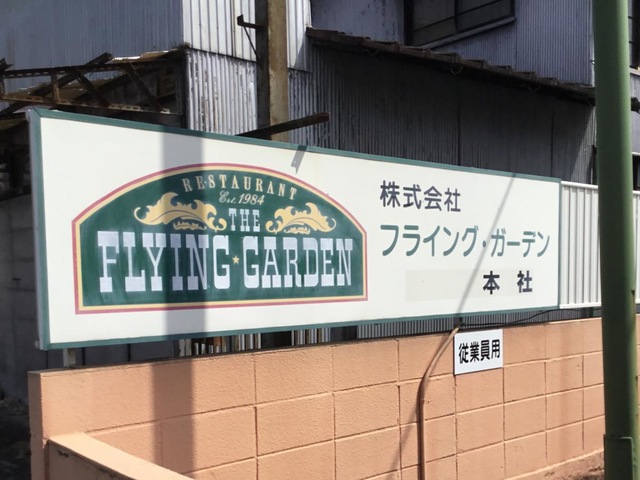 RESTAURANT
Est. 1984
THE
FLYING★GARDEN
株式会社
フライング・ガーデン
本社
従業員用